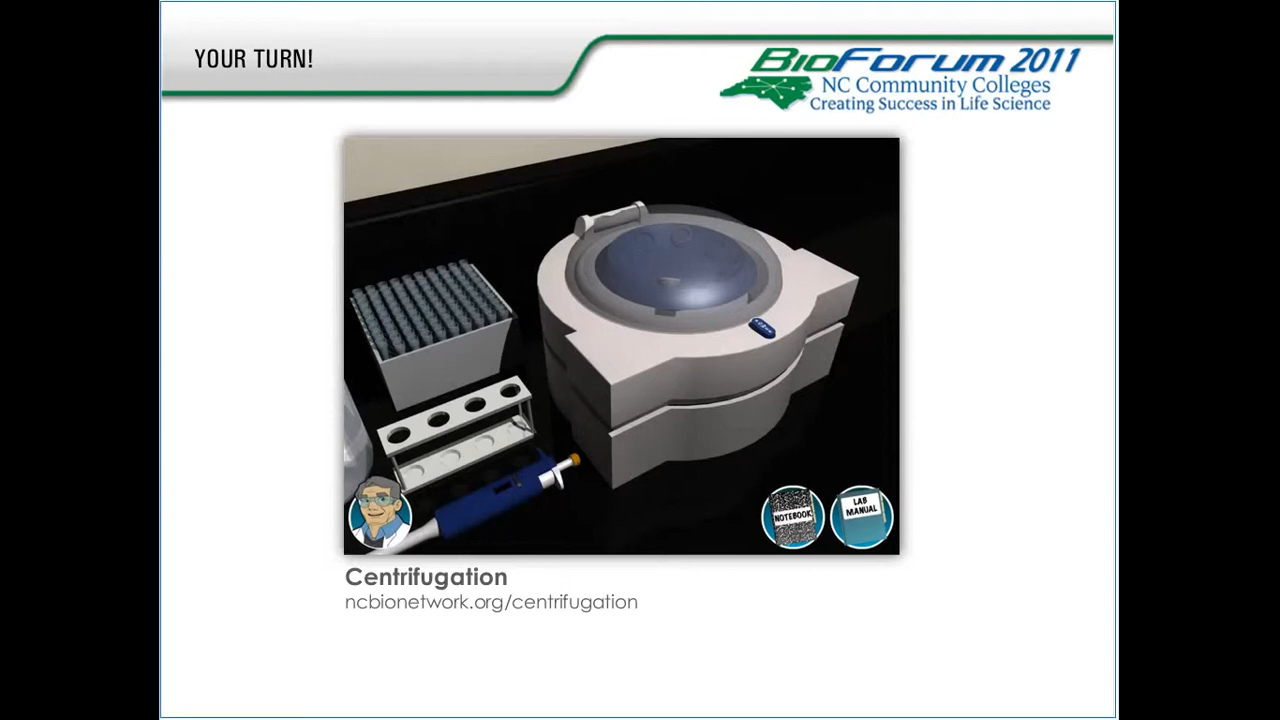 YOUR TURN!
BioForum 2011
NC Community Colleges
Creating Success in Life Science
NOTEBOOK
LAB
MANUAL
Centrifugation
ncbionetwork.org/centrifugation